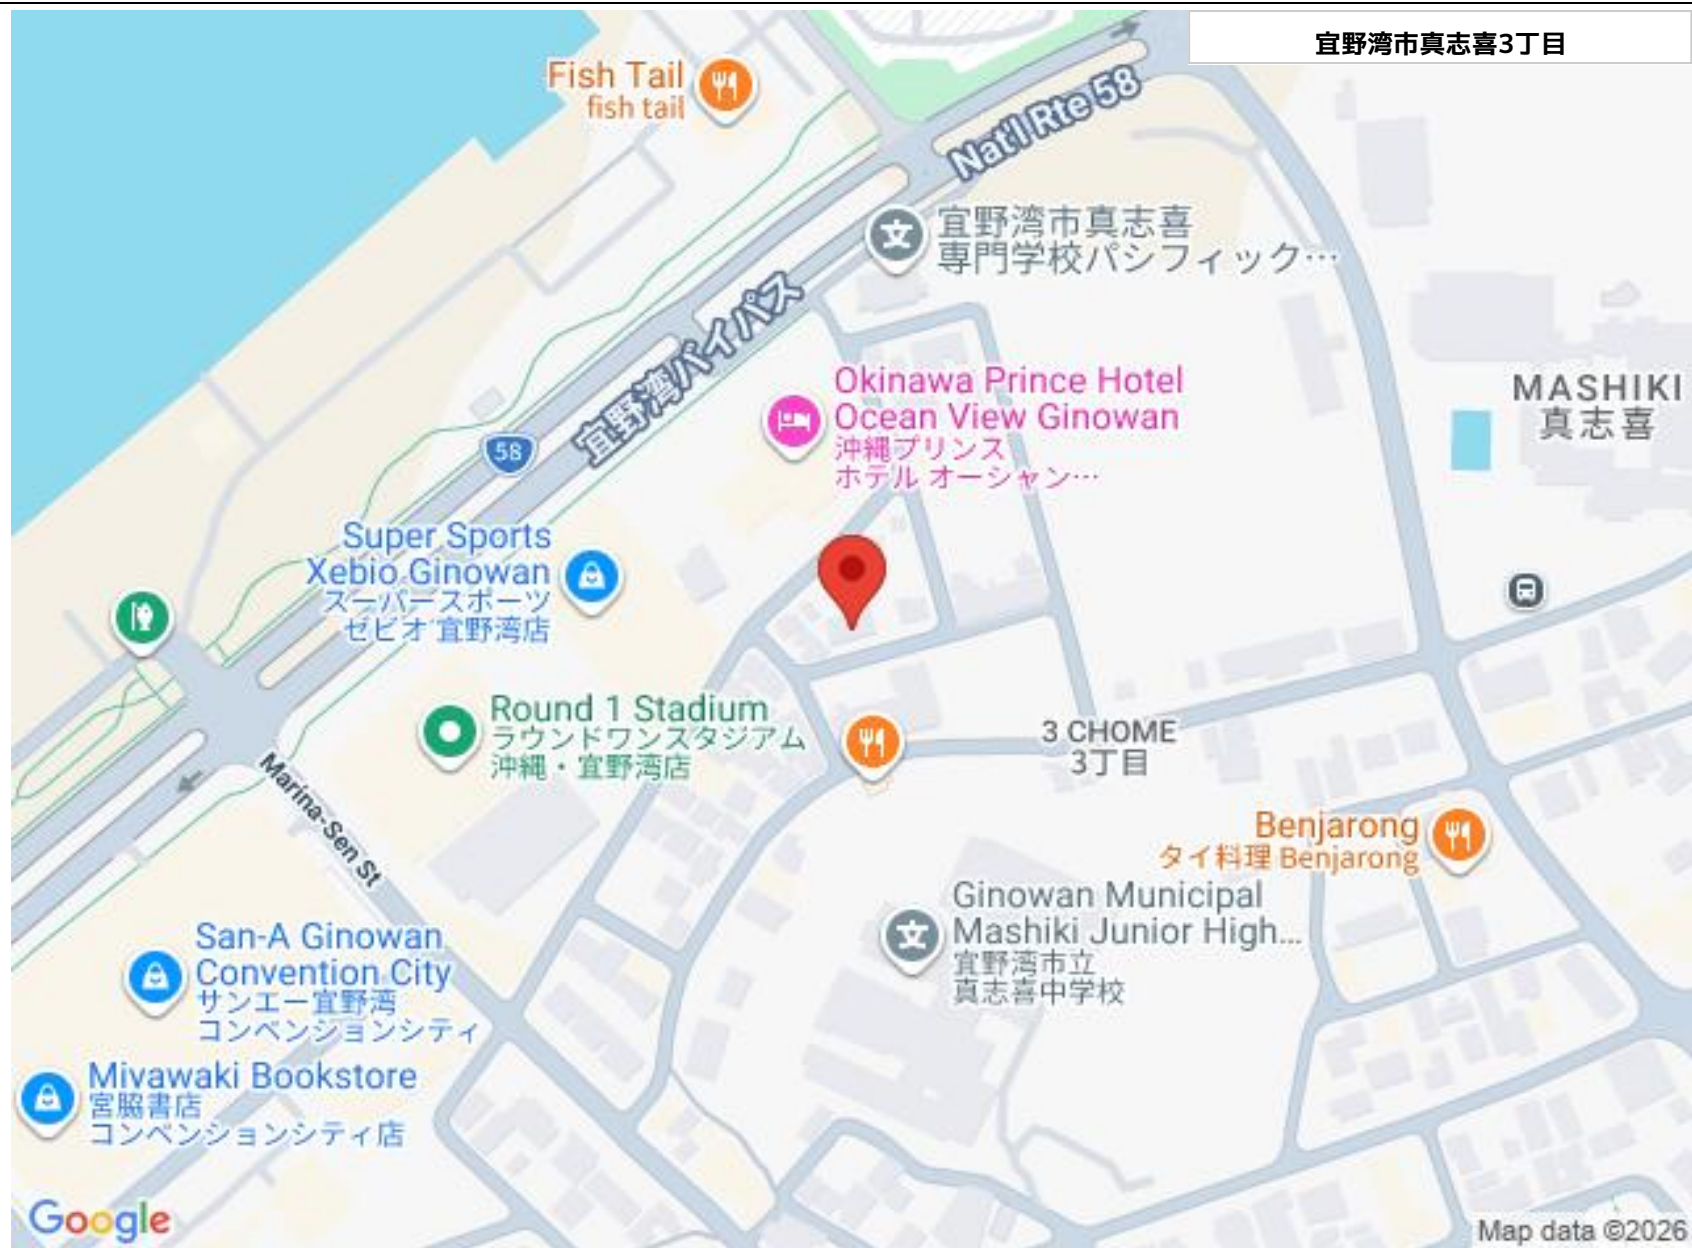 宜野湾市真志喜3丁目
Fish Tail
fish tail
Nat'l Rte 58
宜野湾市真志喜
専門学校パシフィック…
宜野湾バイパス
58
Okinawa Prince Hotel
Ocean View Ginowan
沖縄プリンス
ホテル オーシャン…
MASHIKI
真志喜
Super Sports
Xebio Ginowan
スーパースポーツ
ゼビオ 宜野湾店
Round 1 Stadium
ラウンドワンスタジアム
沖縄・宜野湾店
3 CHOME
3丁目
Marina-Sen St
Benjarong
タイ料理 Benjarong
Ginowan Municipal
Mashiki Junior High...
宜野湾市立
真志喜中学校
San-A Ginowan
Convention City
サンエー宜野湾
コンベンションシティ
Miyawaki Bookstore
宮脇書店
コンベンションシティ店
Google
Map data ©2026